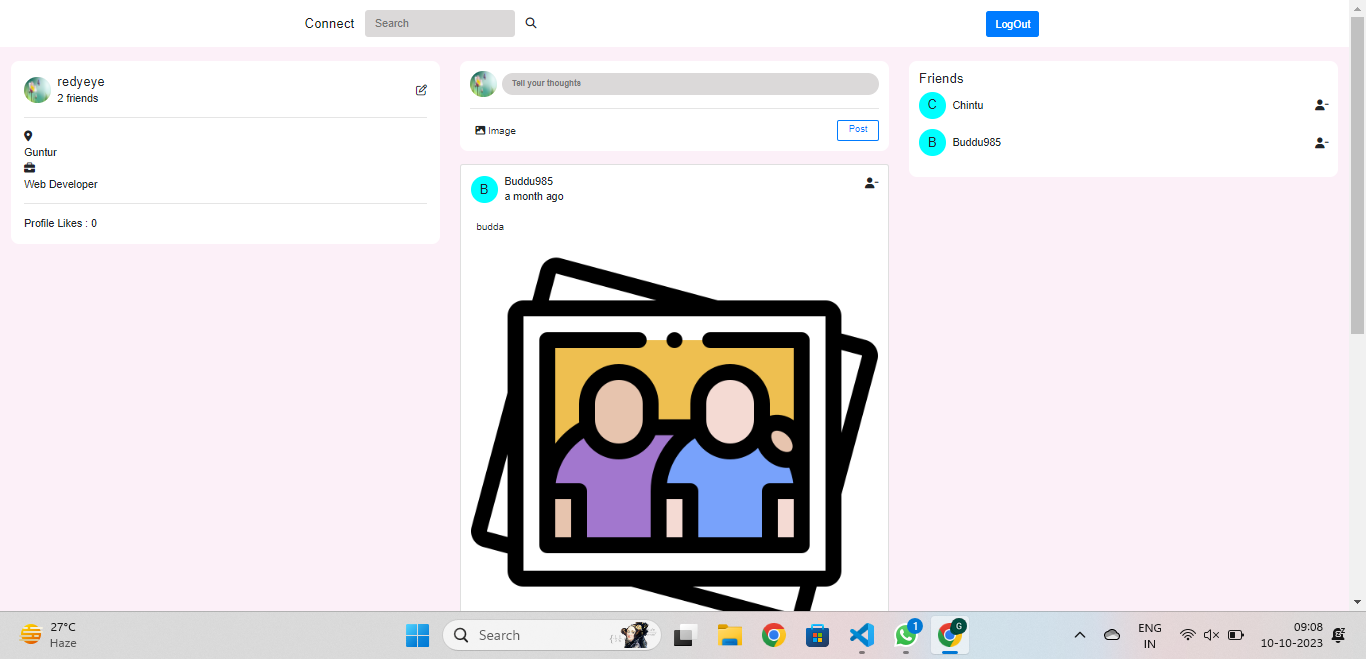 Connect Search LogOut
redyeye
2 friends
Guntur
Web Developer
Profile Likes : 0
Tell your thoughts
Image Post
B Buddu985
a month ago
budda
Friends
C Chintu
B Buddu985
27°C
Haze
Search
1
G
ENG
IN
09:08
10-10-2023